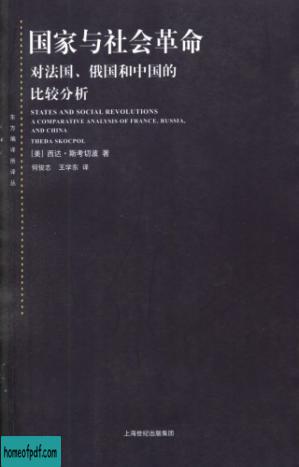 国家与社会革命
对法国、俄国和中国的
比较分析
STATES AND SOCIAL REVOLUTIONS
A COMPARATIVE ANALYSIS OF FRANCE, RUSSIA,
AND CHINA
THEDA SKOCPOL
[美] 西达·斯考切波 著
何俊志 王学东 译
东方编译所译丛
上海世纪出版集团
homeofpdf.com